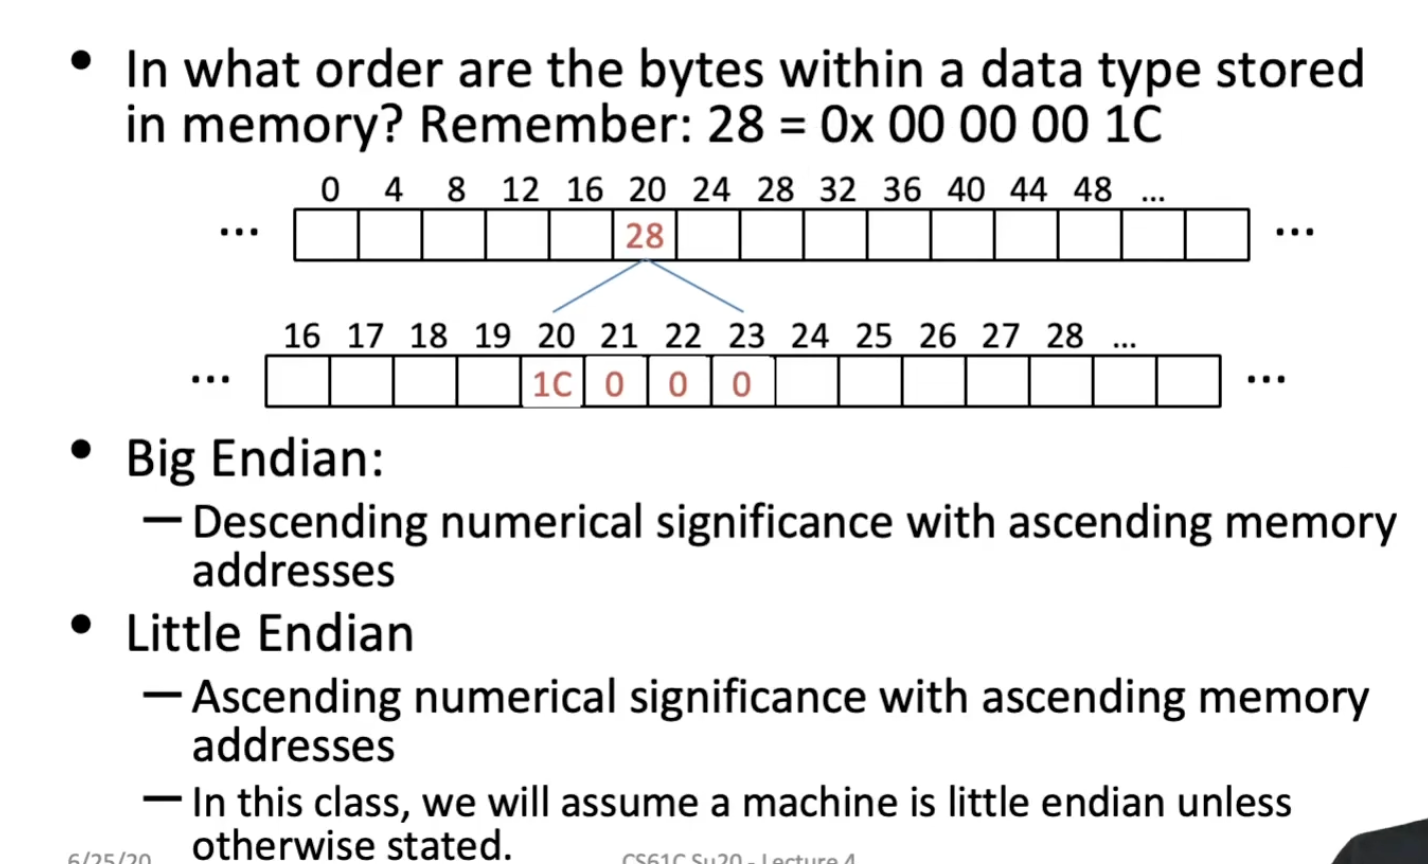 • In what order are the bytes within a data type stored
in memory? Remember: 28 = 0x 00 00 00 1C
0 4 8 12 16 20 24 28 32 36 40 44 48 ...
... 28 ...
16 17 18 19 20 21 22 23 24 25 26 27 28 ...
... 1C 0 0 0 ...
• Big Endian:
— Descending numerical significance with ascending memory
addresses
• Little Endian
— Ascending numerical significance with ascending memory
addresses
— In this class, we will assume a machine is little endian unless
otherwise stated.
6/25/20 CS61C Su20 - Lecture 4